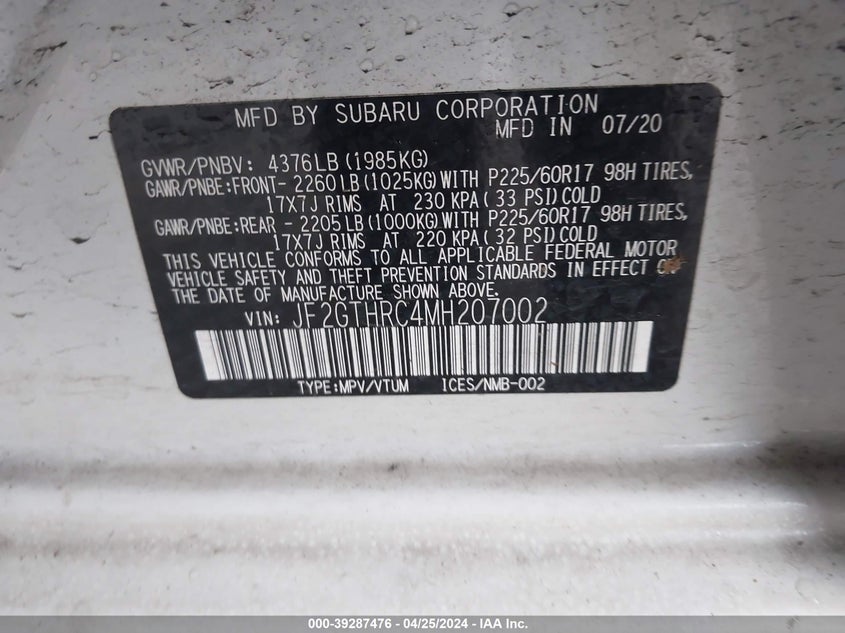 MFD BY SUBARU CORPORATION
MFD IN 07/20
GVWR/PNBV: 4376LB(1985KG)
GAWR/PNBE:FRONT- 2260LB(1025KG)WITH P225/60R17 98H TIRES,
17X7J RIMS AT 230 KPA( 33 PSI)COLD
GAWR/PNBE:REAR - 2205LB(1000KG)WITH P225/60R17 98H TIRES,
17X7J RIMS AT 220 KPA( 32 PSI)COLD
THIS VEHICLE CONFORMS TO ALL APPLICABLE FEDERAL MOTOR
VEHICLE SAFETY AND THEFT PREVENTION STANDARDS IN EFFECT ON
THE DATE OF MANUFACTURE SHOWN ABOVE.
VIN: JF2GTHRC4MH207002
TYPE:MPV/VTUM ICES/NMB-002
000-39287476 - 04/25/2024 - IAA Inc.